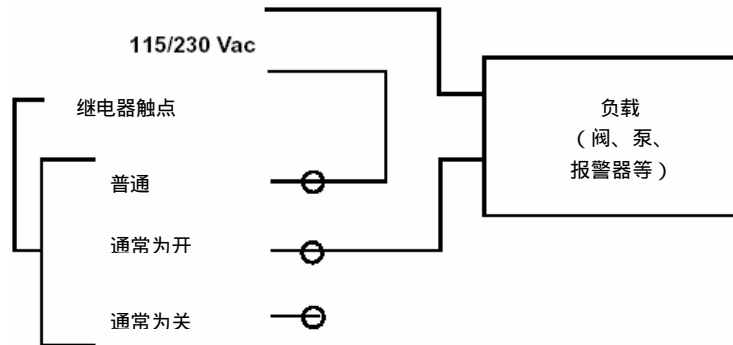 115/230 Vac
继电器触点
负载
（阀、泵、
报警器等）
普通
通常为开
通常为关